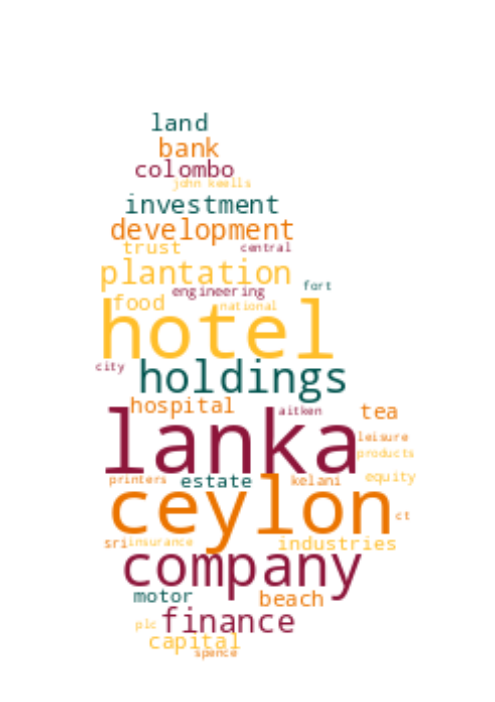 land
bank
colombo
john keells
investment
development
trust central
plantation
engineering fort
food national
hotel
city holdings
hospital aitken tea
lanka leisure
products
printers estate kelani equity
ceylon ct
sri insurance industries
company
motor beach
plc finance
capital
spence